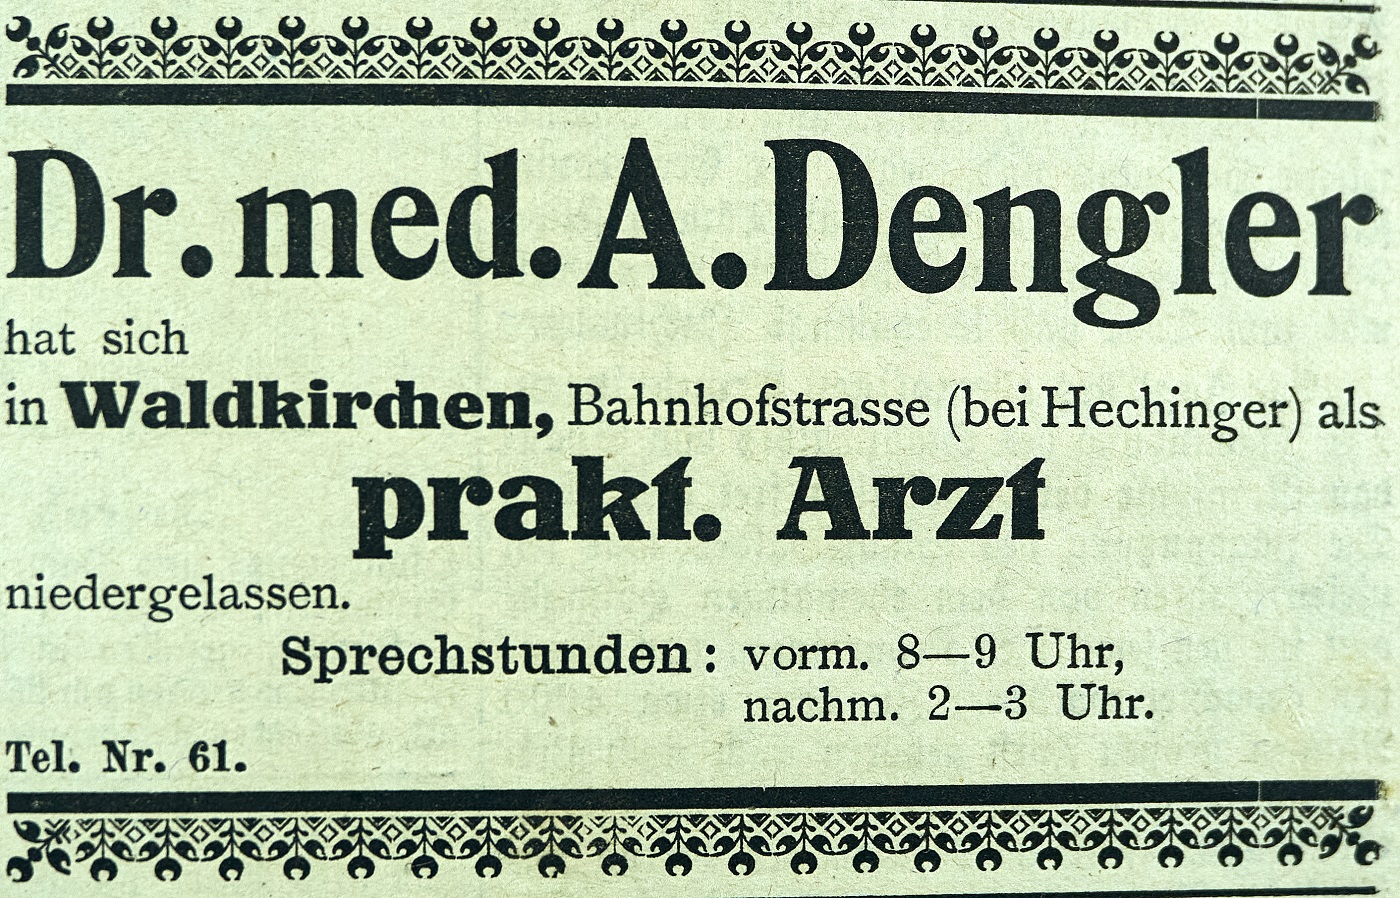 Dr. med. A. Dengler
hat sich
in Waldkirchen, Bahnhofstrasse (bei Hechinger) als
prakt. Arzt
niedergelassen.
Sprechstunden: vorm. 8—9 Uhr,
nachm. 2—3 Uhr.
Tel. Nr. 61.